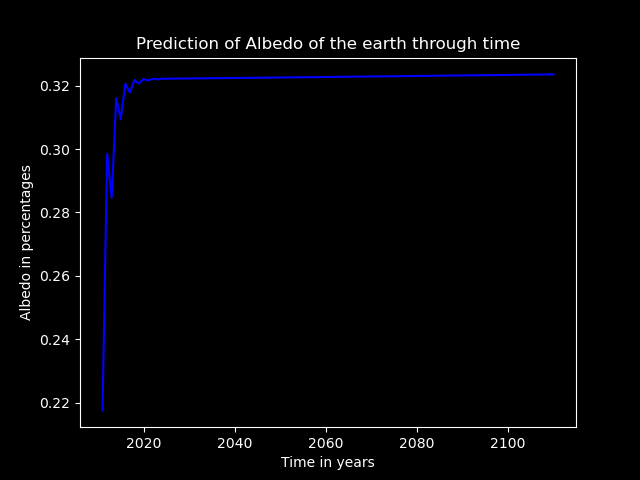 Prediction of Albedo of the earth through time
0.32
0.30
0.28
0.26
0.24
0.22
Albedo in percentages
2020 2040 2060 2080 2100
Time in years